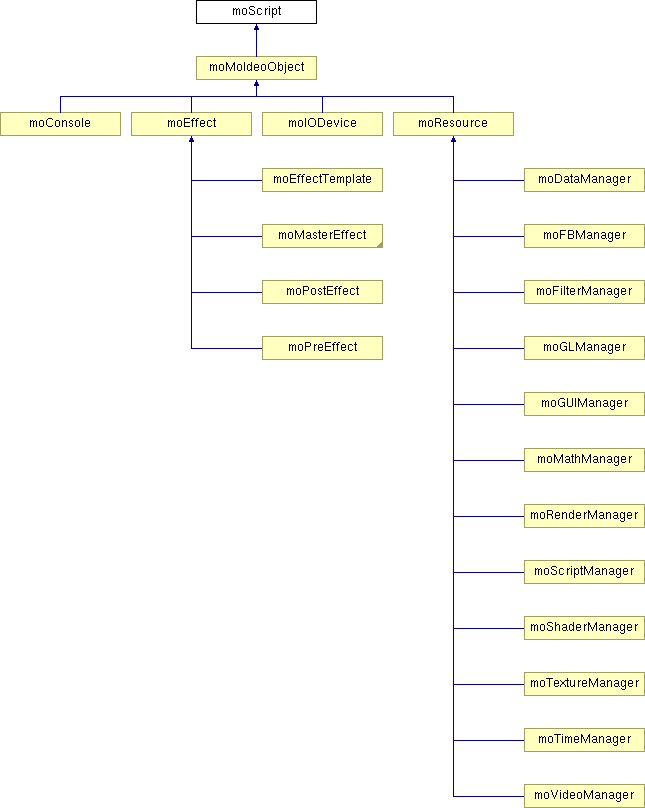 moScript
moMoldeoObject
moConsole
moEffect
moIODevice
moResource
moEffectTemplate
moDataManager
moMasterEffect
moFBManager
moPostEffect
moFilterManager
moPreEffect
moGLManager
moGUIManager
moMathManager
moRenderManager
moScriptManager
moShaderManager
moTextureManager
moTimeManager
moVideoManager